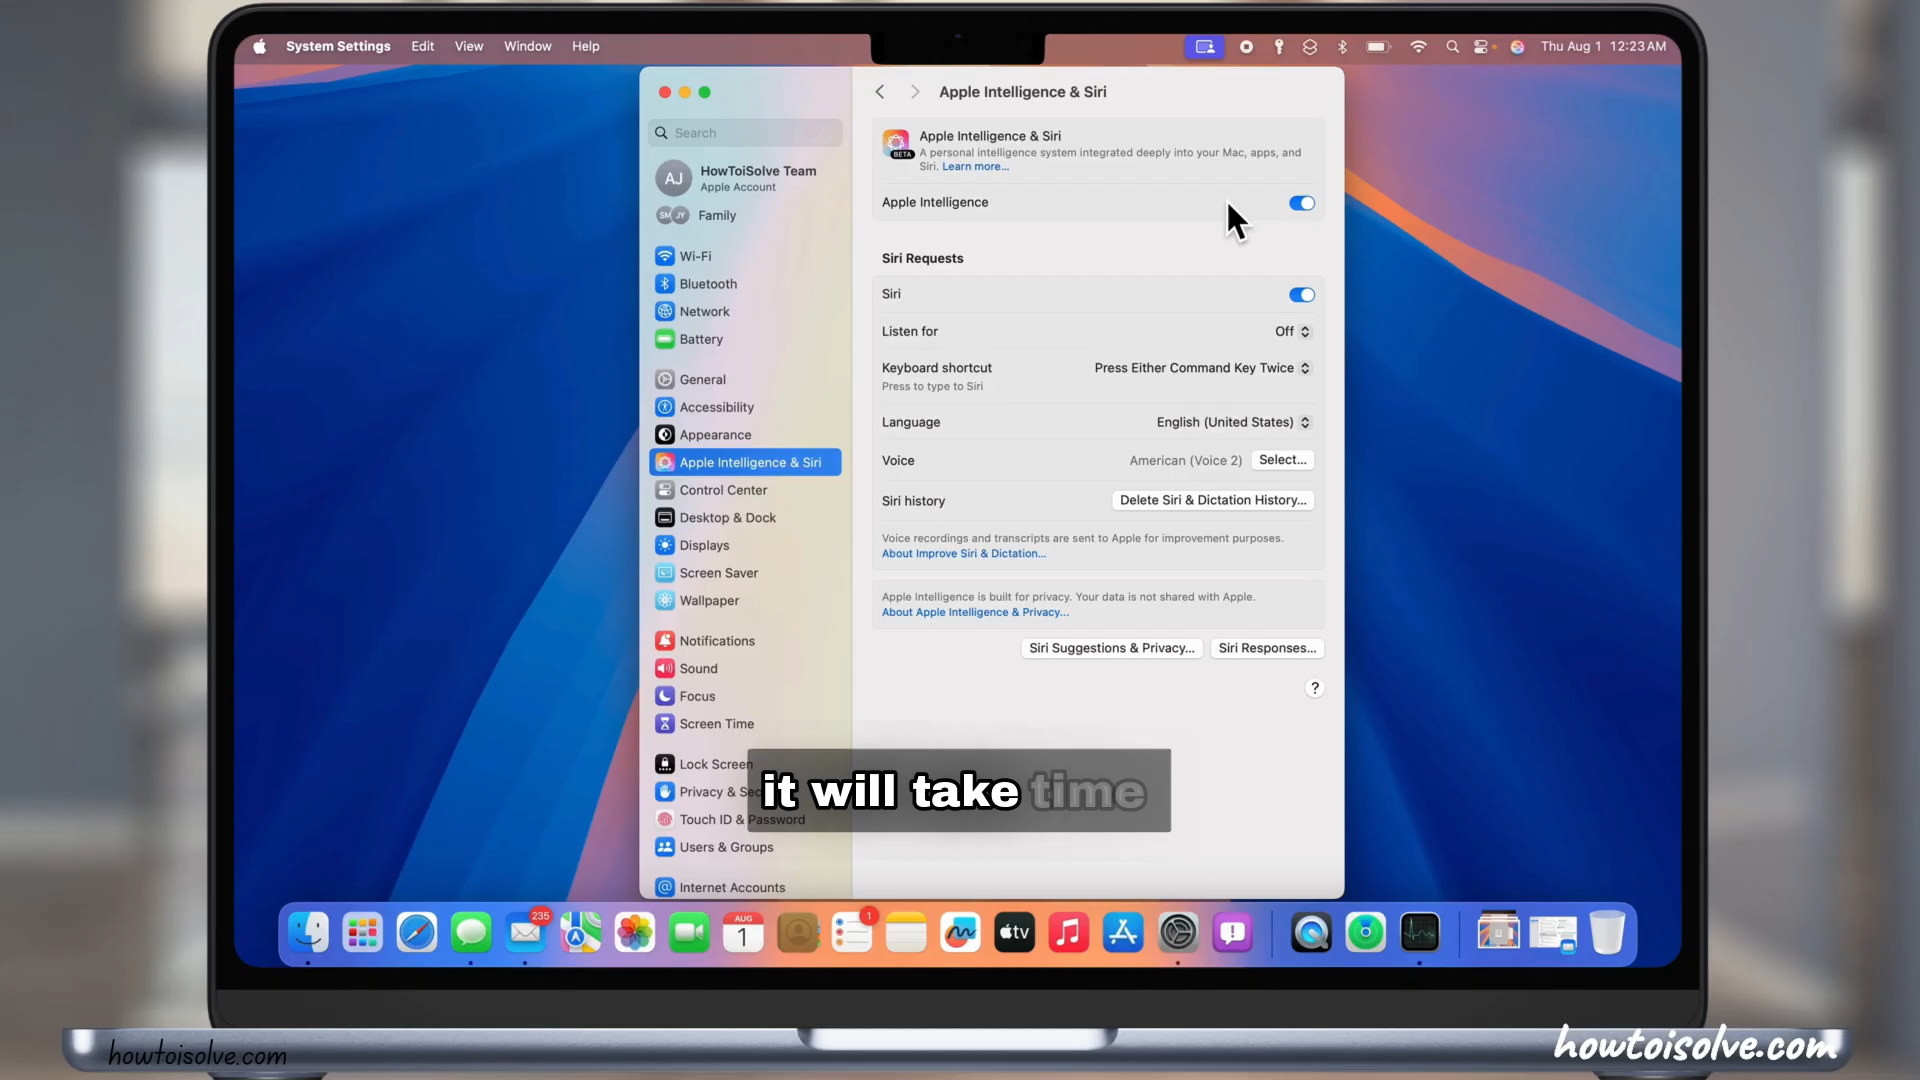 System Settings Edit View Window Help
Thu Aug 1 12:23 AM
Search
AJ
HowToiSolve Team
Apple Account
SM JY Family
Wi-Fi
Bluetooth
Network
Battery
General
Accessibility
Appearance
Apple Intelligence & Siri
Control Center
Desktop & Dock
Displays
Screen Saver
Wallpaper
Notifications
Sound
Focus
Screen Time
Lock Screen
Privacy & Sec
Touch ID & Password
Users & Groups
Internet Accounts
Apple Intelligence & Siri
Apple Intelligence & Siri
BETA
A personal intelligence system integrated deeply into your Mac, apps, and
Siri. Learn more...
Apple Intelligence
Siri Requests
Siri
Listen for Off
Keyboard shortcut Press Either Command Key Twice
Press to type to Siri
Language English (United States)
Voice American (Voice 2) Select...
Siri history Delete Siri & Dictation History...
Voice recordings and transcripts are sent to Apple for improvement purposes.
About Improve Siri & Dictation...
Apple Intelligence is built for privacy. Your data is not shared with Apple.
About Apple Intelligence & Privacy...
Siri Suggestions & Privacy... Siri Responses...
?
it will take time
235
AUG
1
1
tv
howtoisolve.com
howtoisolve.com